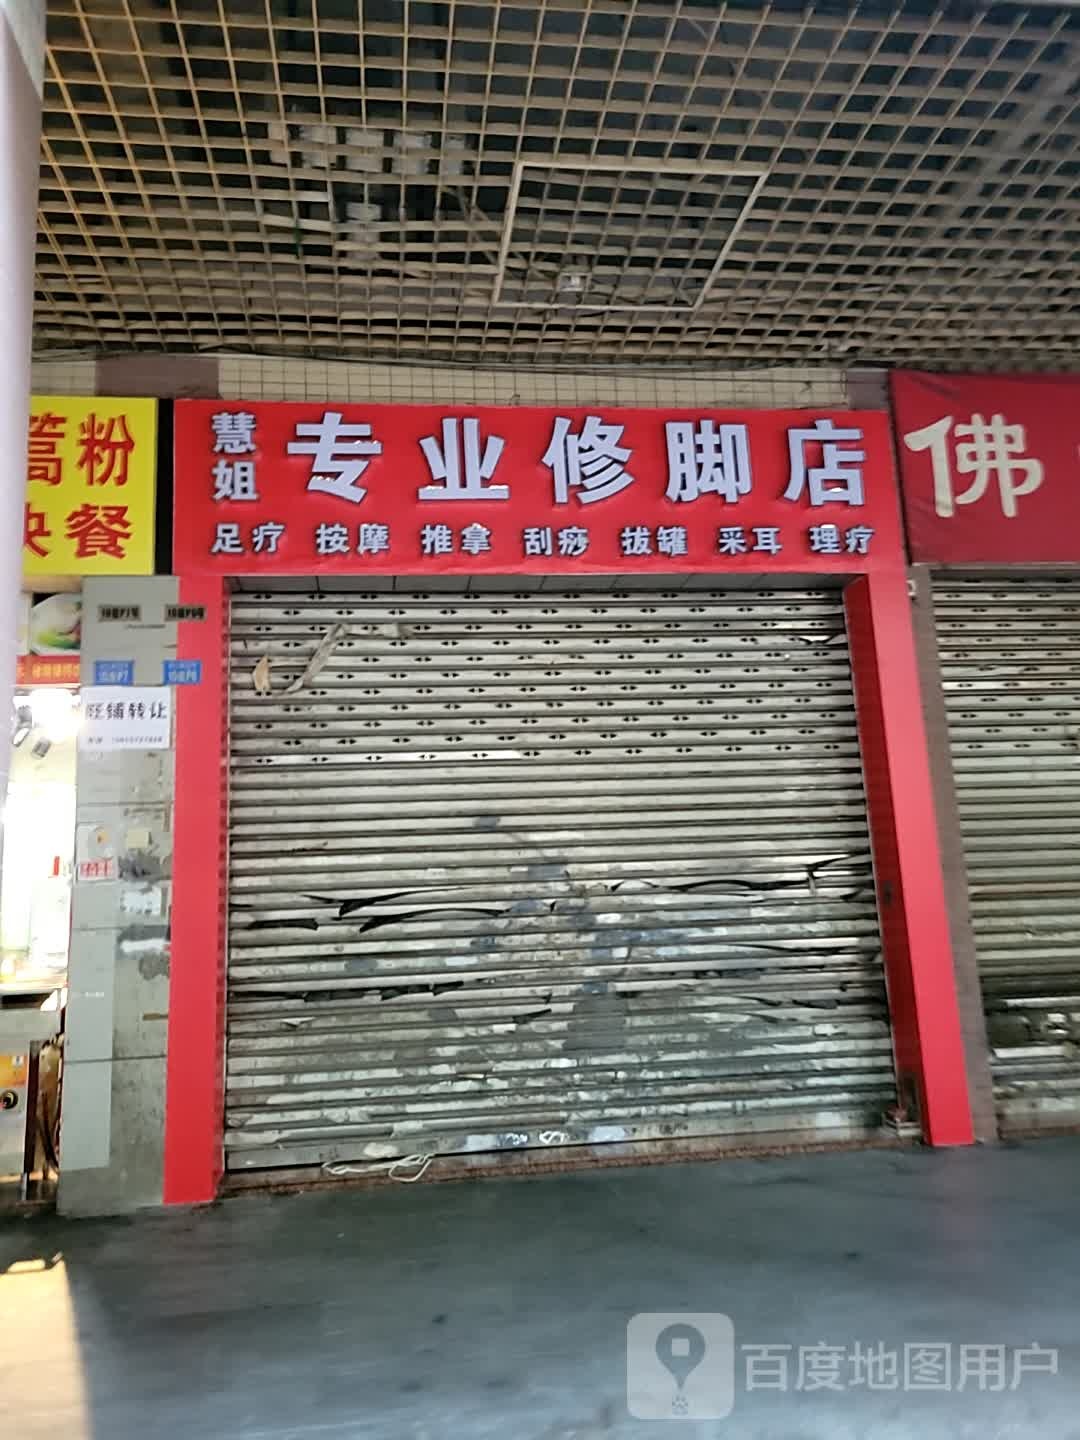 慧姐
专业修脚店
足疗 按摩 推拿 刮痧 拔罐 采耳 理疗
粉
快餐
佛
旺铺转让
百度地图用户